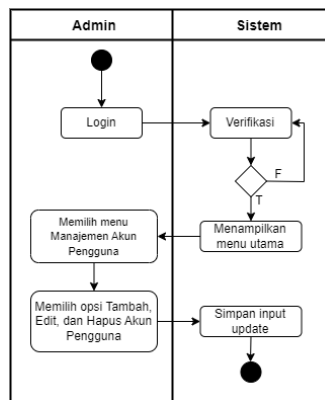 Admin
Sistem
Login
Verifikasi
F
T
Menampilkan
menu utama
Memilih menu
Manajemen Akun
Pengguna
Memilih opsi Tambah,
Edit, dan Hapus Akun
Pengguna
Simpan input
update